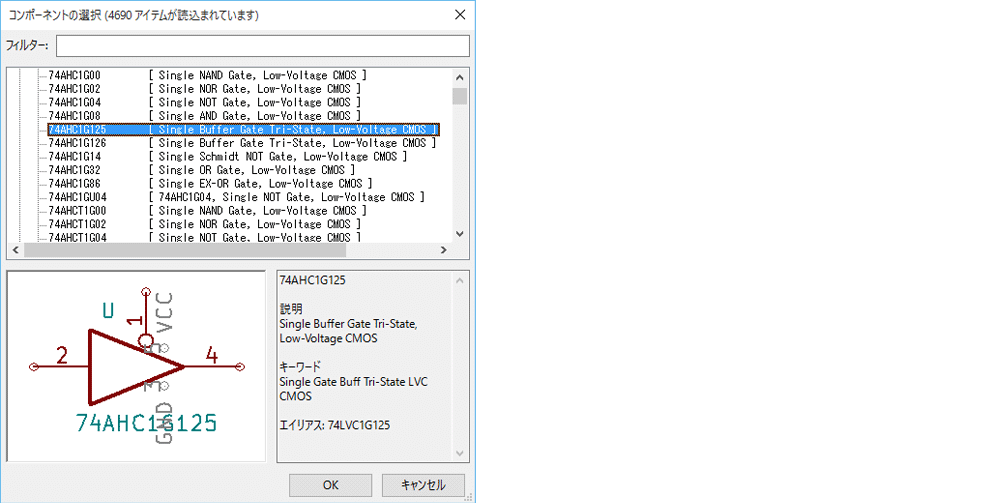 コンポーネントの選択 (4690 アイテムが読込まれています)
フィルター:
74AHC1G00 [ Single NAND Gate, Low-Voltage CMOS ]
74AHC1G02 [ Single NOR Gate, Low-Voltage CMOS ]
74AHC1G04 [ Single NOT Gate, Low-Voltage CMOS ]
74AHC1G08 [ Single AND Gate, Low-Voltage CMOS ]
74AHC1G125 [ Single Buffer Gate Tri-State, Low-Voltage CMOS ]
74AHC1G126 [ Single Buffer Gate Tri-State, Low-Voltage CMOS ]
74AHC1G14 [ Single Schmidt NOT Gate, Low-Voltage CMOS ]
74AHC1G32 [ Single OR Gate, Low-Voltage CMOS ]
74AHC1G86 [ Single EX-OR Gate, Low-Voltage CMOS ]
74AHC1GU04 [ 74AHC1G04, Single NOT Gate, Low-Voltage CMOS ]
74AHCT1G00 [ Single NAND Gate, Low-Voltage CMOS ]
74AHCT1G02 [ Single NOR Gate, Low-Voltage CMOS ]
74AHCT1G04 [ Single NOT Gate, Low-Voltage CMOS ]
U
1
VCC
2
4
5
3
GND
74AHC1G125
74AHC1G125
説明
Single Buffer Gate Tri-State,
Low-Voltage CMOS
キーワード
Single Gate Buff Tri-State LVC
CMOS
エイリアス: 74LVC1G125
OK
キャンセル